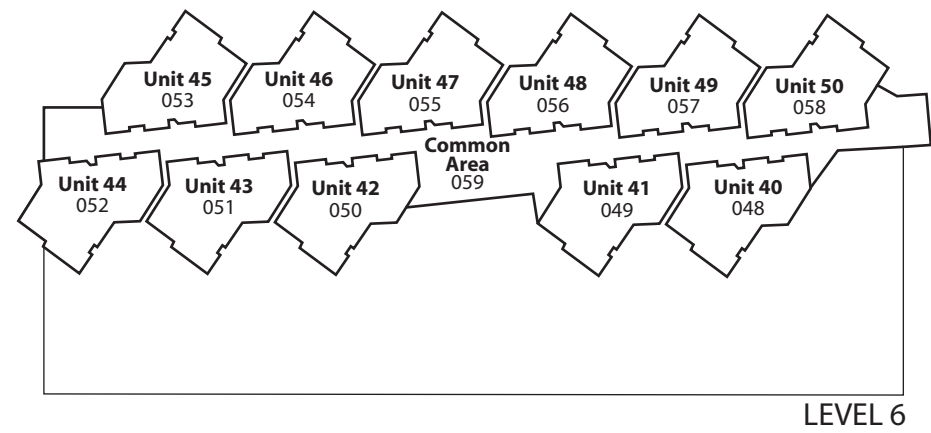 Unit 45
053
Unit 46
054
Unit 47
055
Unit 48
056
Unit 49
057
Unit 50
058
Common
Area
059
Unit 44
052
Unit 43
051
Unit 42
050
Unit 41
049
Unit 40
048
LEVEL 6